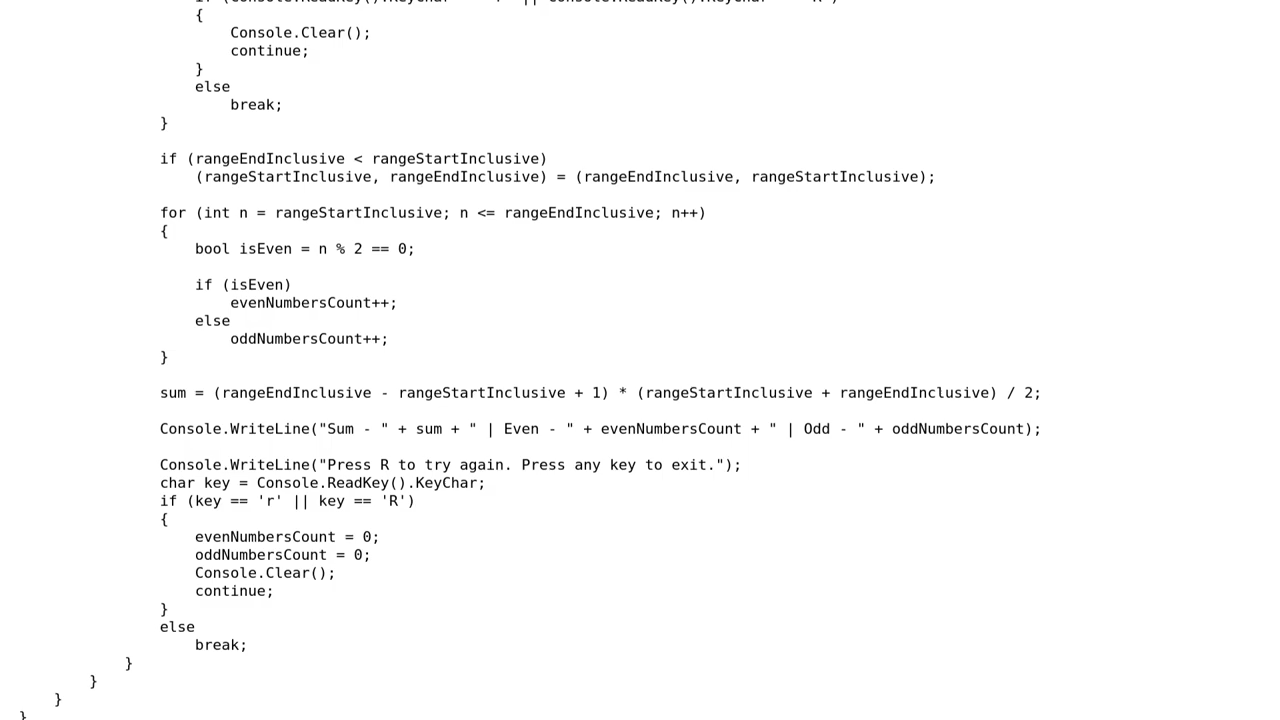 {
Console.Clear();
continue;
}
else
break;
}
if (rangeEndInclusive < rangeStartInclusive)
(rangeStartInclusive, rangeEndInclusive) = (rangeEndInclusive, rangeStartInclusive);
for (int n = rangeStartInclusive; n <= rangeEndInclusive; n++)
{
bool isEven = n % 2 == 0;
if (isEven)
evenNumbersCount++;
else
oddNumbersCount++;
}
sum = (rangeEndInclusive - rangeStartInclusive + 1) * (rangeStartInclusive + rangeEndInclusive) / 2;
Console.WriteLine("Sum - " + sum + " | Even - " + evenNumbersCount + " | Odd - " + oddNumbersCount);
Console.WriteLine("Press R to try again. Press any key to exit.");
char key = Console.ReadKey().KeyChar;
if (key == 'r' || key == 'R')
{
evenNumbersCount = 0;
oddNumbersCount = 0;
Console.Clear();
continue;
}
else
break;
}
}
}
}